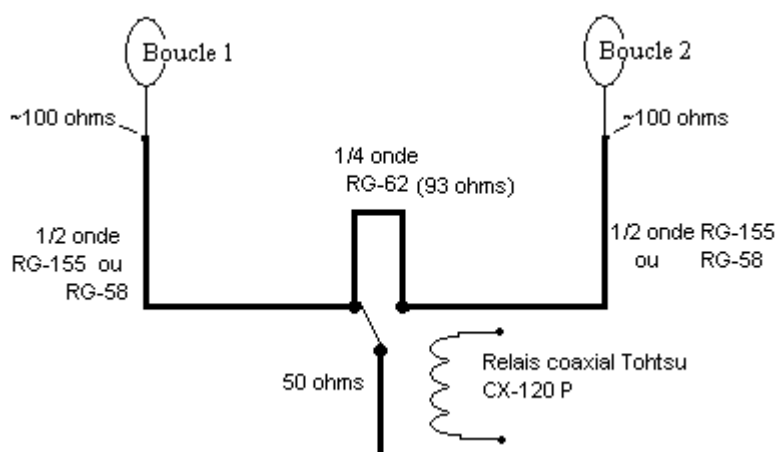 Boucle 1
Boucle 2
~100 ohms
~100 ohms
1/4 onde
RG-62 (93 ohms)
1/2 onde
RG-155 ou
RG-58
1/2 onde RG-155
ou RG-58
50 ohms
Relais coaxial Tohtsu
CX-120 P